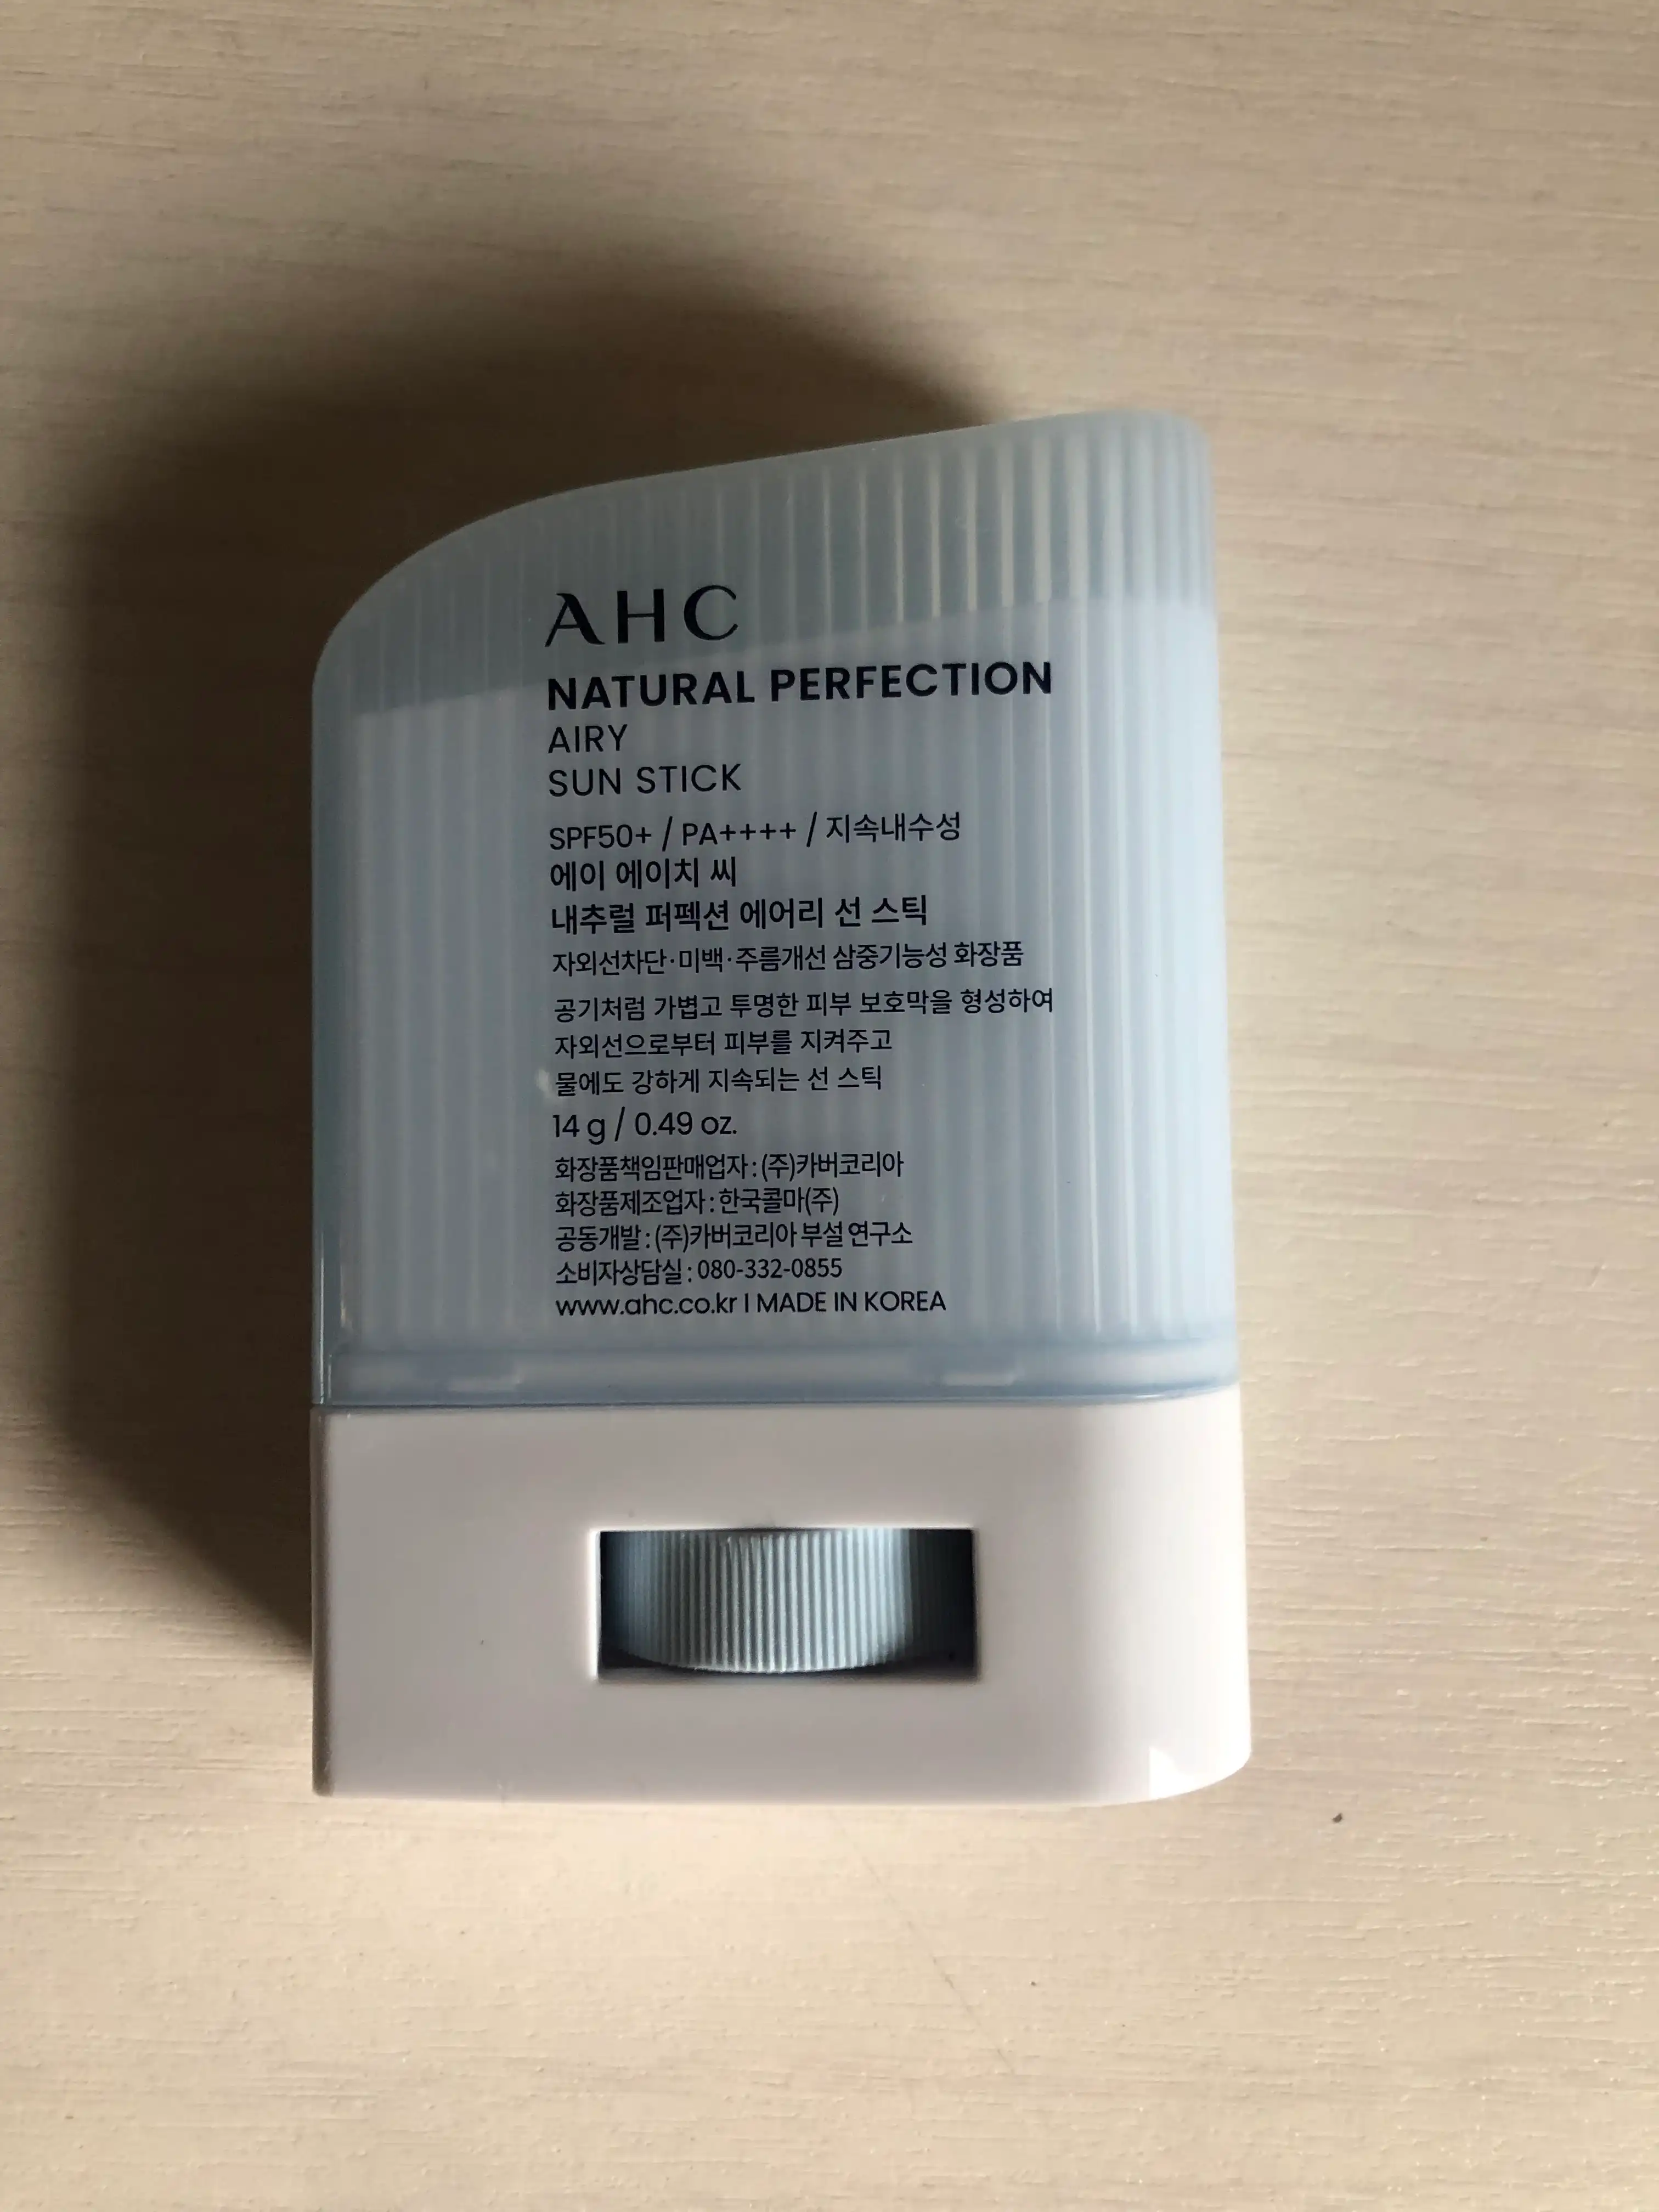 AHC
NATURAL PERFECTION
AIRY
SUN STICK
SPF50+ / PA++++ / 지속내수성
에이 에이치 씨
내추럴 퍼펙션 에어리 선 스틱
자외선차단·미백·주름개선 삼중기능성 화장품
공기처럼 가볍고 투명한 피부 보호막을 형성하여
자외선으로부터 피부를 지켜주고
물에도 강하게 지속되는 선 스틱
14 g / 0.49 oz.
화장품책임판매업자 : (주)카버코리아
화장품제조업자 : 한국콜마(주)
공동개발 : (주)카버코리아 부설 연구소
소비자상담실 : 080-332-0855
www.ahc.co.kr I MADE IN KOREA